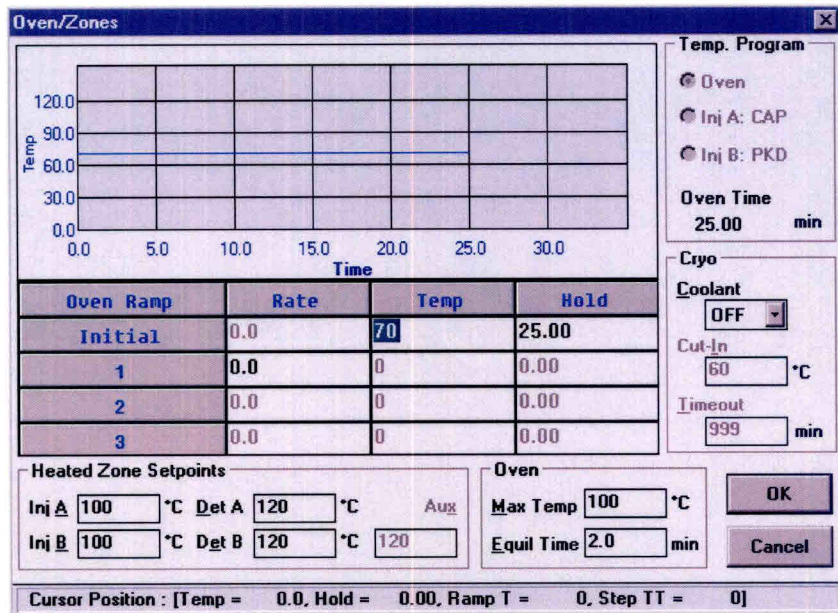 Oven/Zones
Temp. Program
Oven
Inj A: CAP
Inj B: PKD
Oven Time
25.00 min
Temp
120.0
90.0
60.0
30.0
0.0
0.0 5.0 10.0 15.0 20.0 25.0 30.0
Time
Cryo
Coolant
OFF
Cut-In
60 °C
Timeout
999 min
Oven Ramp Rate Temp Hold
Initial 0.0 70 25.00
1 0.0 0 0.00
2 0.0 0 0.00
3 0.0 0 0.00
Heated Zone Setpoints
Inj A 100 °C Det A 120 °C Aux
Inj B 100 °C Det B 120 °C 120
Oven
Max Temp 100 °C
Equil Time 2.0 min
OK
Cancel
Cursor Position : [Temp = 0.0, Hold = 0.00, Ramp T = 0, Step TT = 0]